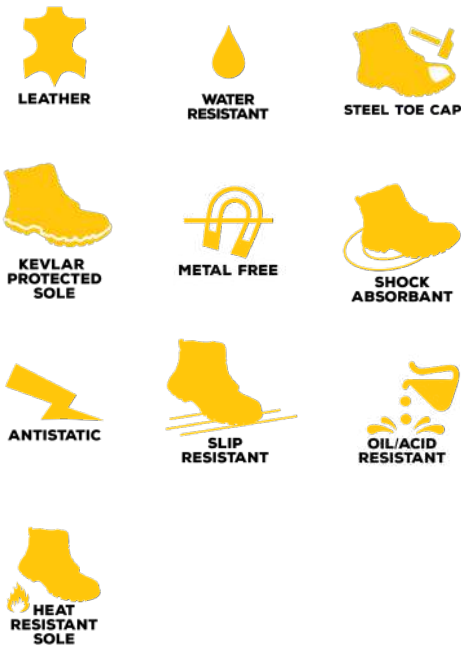 LEATHER
WATER
RESISTANT
STEEL TOE CAP
KEVLAR
PROTECTED
SOLE
METAL FREE
SHOCK
ABSORBANT
ANTISTATIC
SLIP
RESISTANT
OIL/ACID
RESISTANT
HEAT
RESISTANT
SOLE